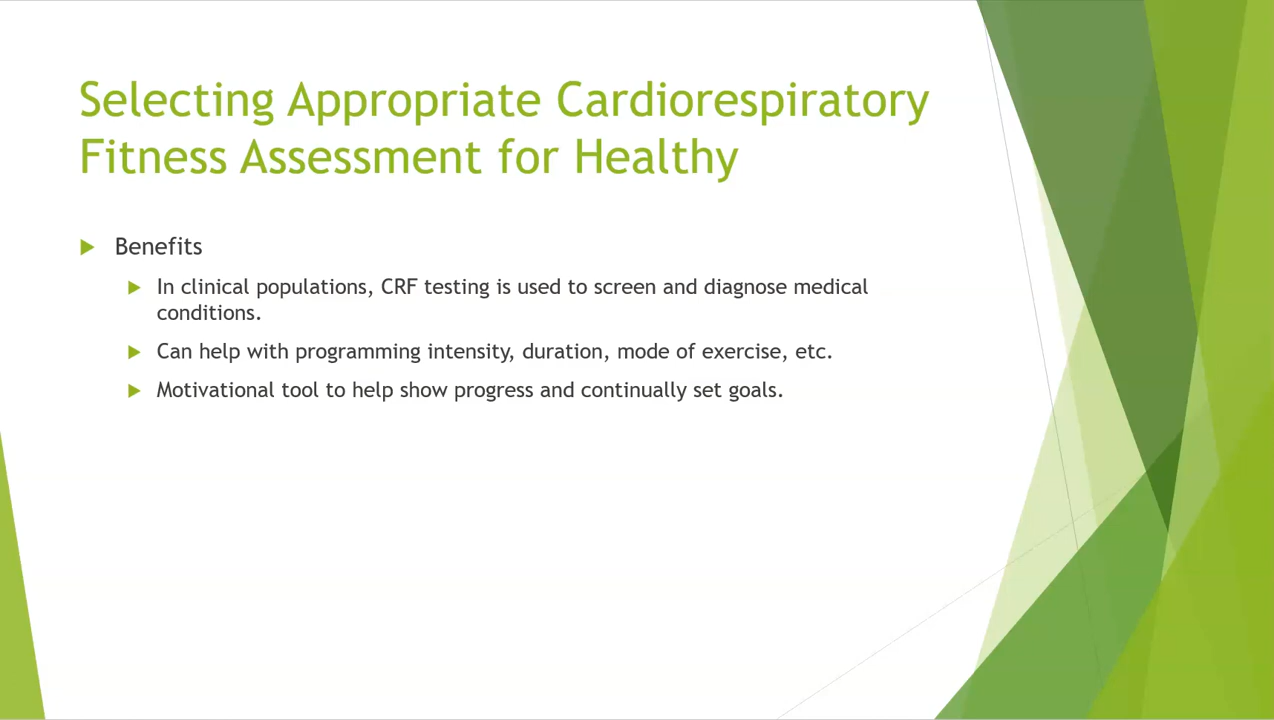 Selecting Appropriate Cardiorespiratory
Fitness Assessment for Healthy
Benefits
In clinical populations, CRF testing is used to screen and diagnose medical
conditions.
Can help with programming intensity, duration, mode of exercise, etc.
Motivational tool to help show progress and continually set goals.